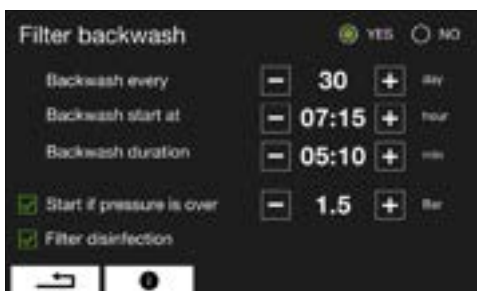 Filter backwash YES NO
Backwash every − 30 + day
Backwash start at − 07:15 + hour
Backwash duration − 05:10 + min
Start if pressure is over − 1.5 + Bar
Filter disinfection